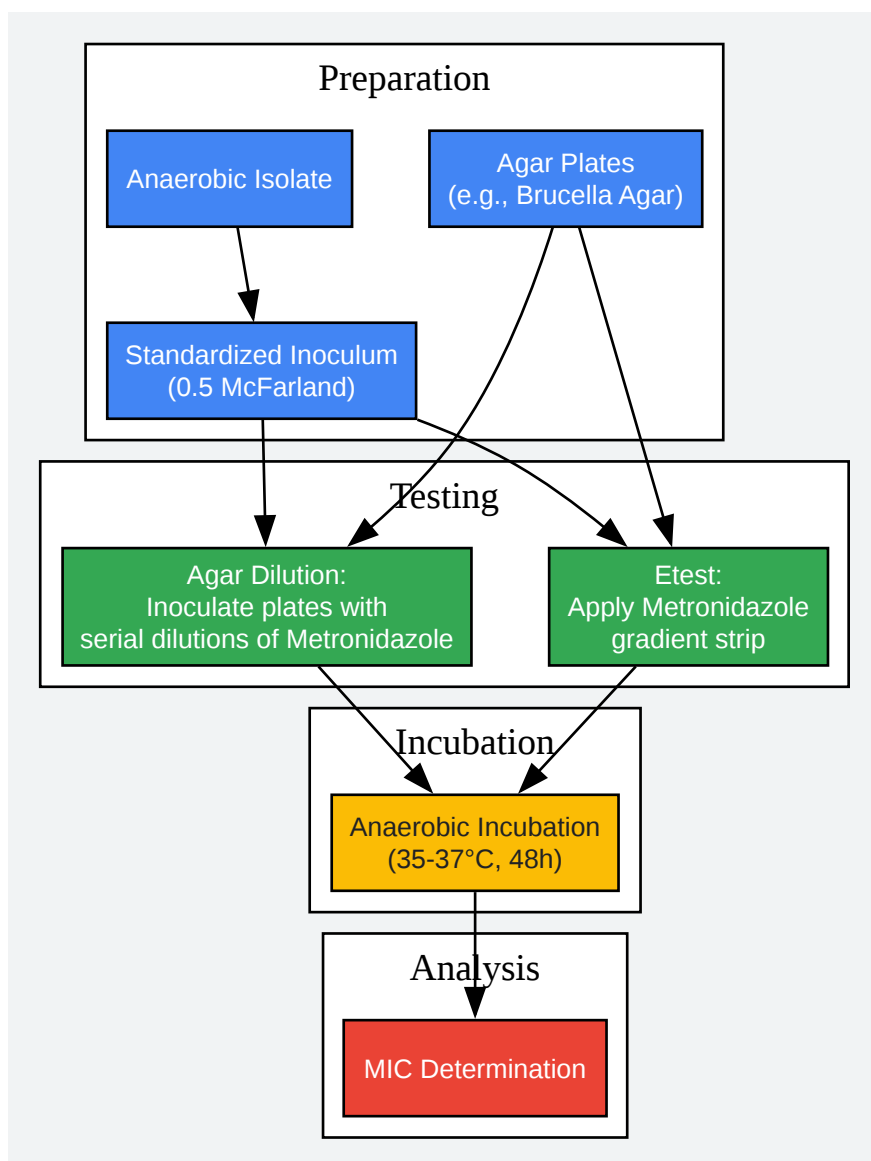 Preparation
Anaerobic Isolate
Agar Plates
(e.g., Brucella Agar)
Standardized Inoculum
(0.5 McFarland)
Testing
Agar Dilution:
Inoculate plates with
serial dilutions of Metronidazole
Etest:
Apply Metronidazole
gradient strip
Incubation
Anaerobic Incubation
(35-37°C, 48h)
Analysis
MIC Determination